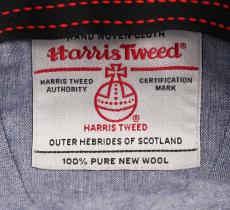 HAND WOVEN CLOTH
Harris Tweed®
HARRIS TWEED CERTIFICATION
AUTHORITY MARK
HARRIS TWEED ®
OUTER HEBRIDES OF SCOTLAND
100% PURE NEW WOOL